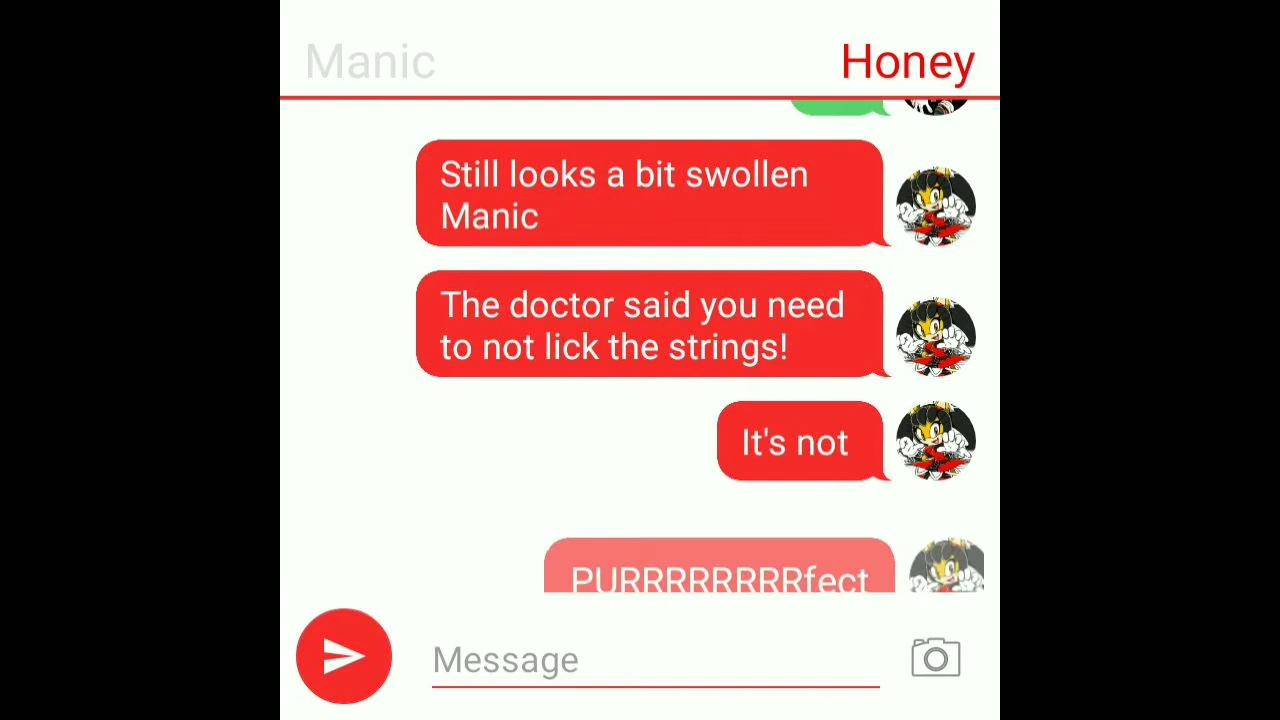 Manic
Honey
Still looks a bit swollen
Manic
The doctor said you need
to not lick the strings!
It's not
PURRRRRRRRfect
Message